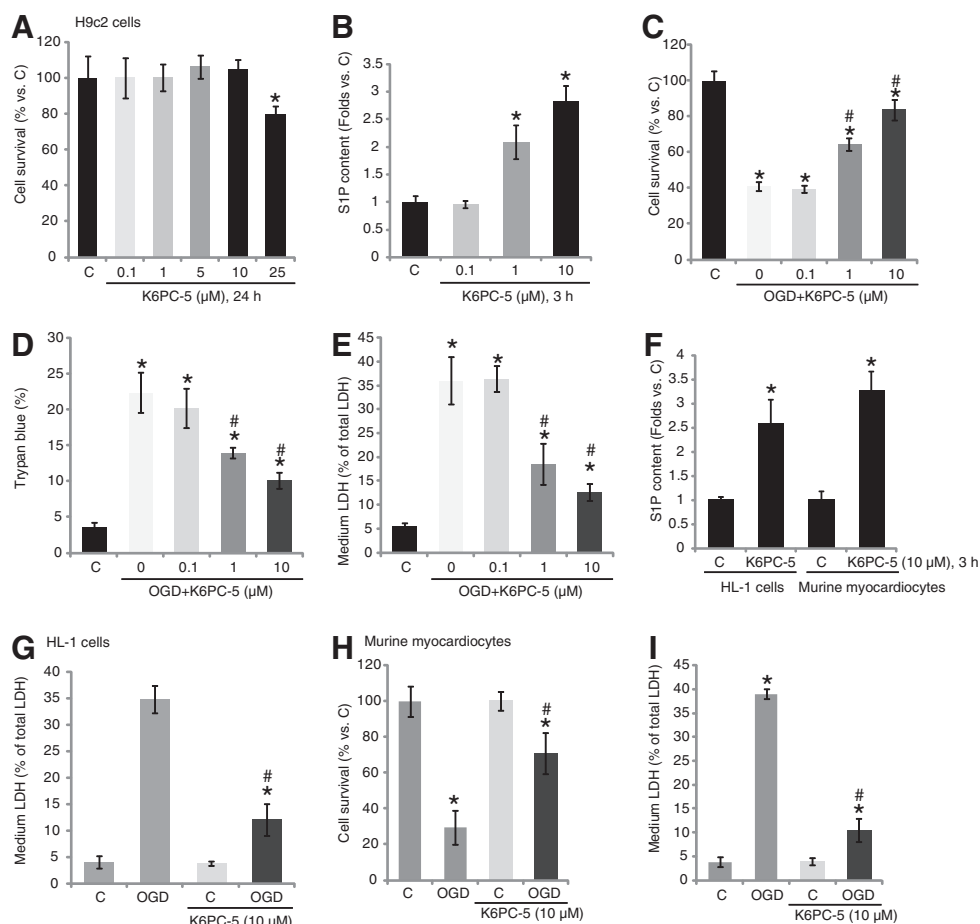 A H9c2 cells
Cell survival (% vs. C)
120
100
80
60
40
20
0
*
C 0.1 1 5 10 25
K6PC-5 (μM), 24 h
B
S1P content (Folds vs. C)
3.5
3
2.5
2
1.5
1
0.5
0
* *
C 0.1 1 10
K6PC-5 (μM), 3 h
C
Cell survival (% vs. C)
120
100
80
60
40
20
0
* * # * # *
C 0 0.1 1 10
OGD+K6PC-5 (μM)
D
Trypan blue (%)
30
25
20
15
10
5
0
* * # * # *
C 0 0.1 1 10
OGD+K6PC-5 (μM)
E
Medium LDH (% of total LDH)
45
40
35
30
25
20
15
10
5
0
* * # * # *
C 0 0.1 1 10
OGD+K6PC-5 (μM)
F
S1P content (Folds vs. C)
4
3.5
3
2.5
2
1.5
1
0.5
0
* *
C K6PC-5 C K6PC-5 (10 μM), 3 h
HL-1 cells Murine myocardiocytes
G HL-1 cells
Medium LDH (% of total LDH)
40
35
30
25
20
15
10
5
0
# *
C OGD C OGD
K6PC-5 (10 μM)
H Murine myocardiocytes
Cell survival (% vs. C)
120
100
80
60
40
20
0
* # *
C OGD C OGD
K6PC-5 (10 μM)
I
Medium LDH (% of total LDH)
45
40
35
30
25
20
15
10
5
0
* # *
C OGD C OGD
K6PC-5 (10 μM)